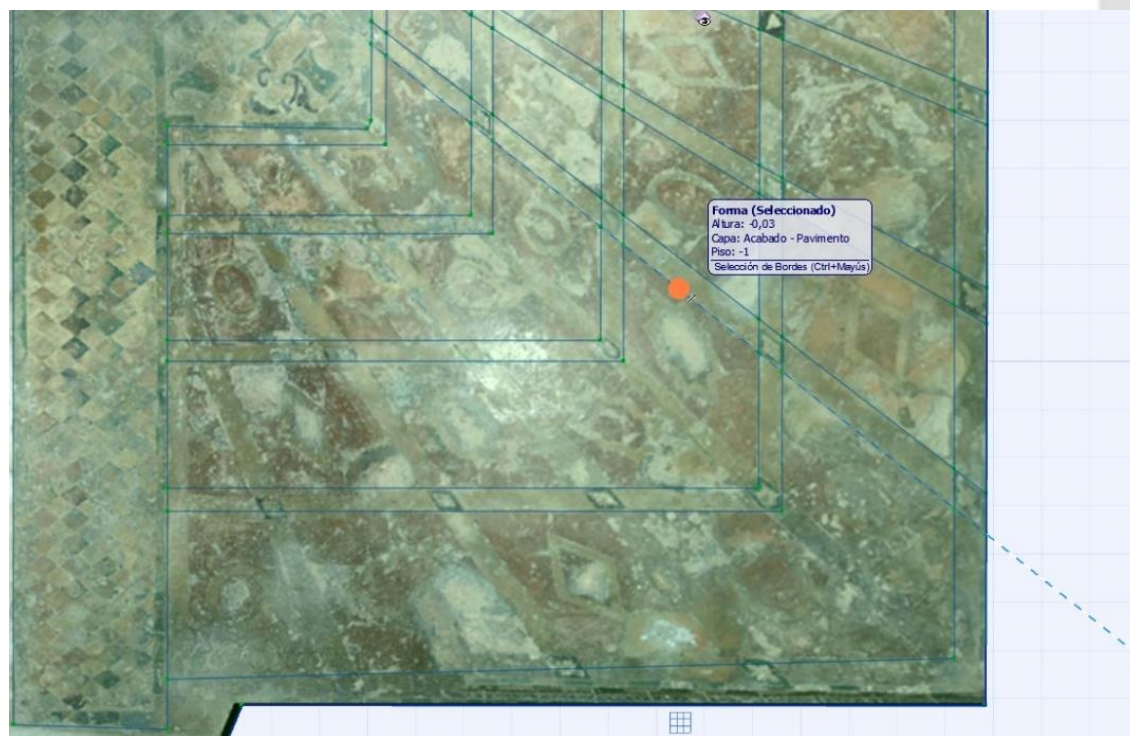 Forma (Seleccionado)
Altura: -0,03
Capa: Acabado - Pavimento
Piso: -1
Selección de Bordes (Ctrl+Mayús)